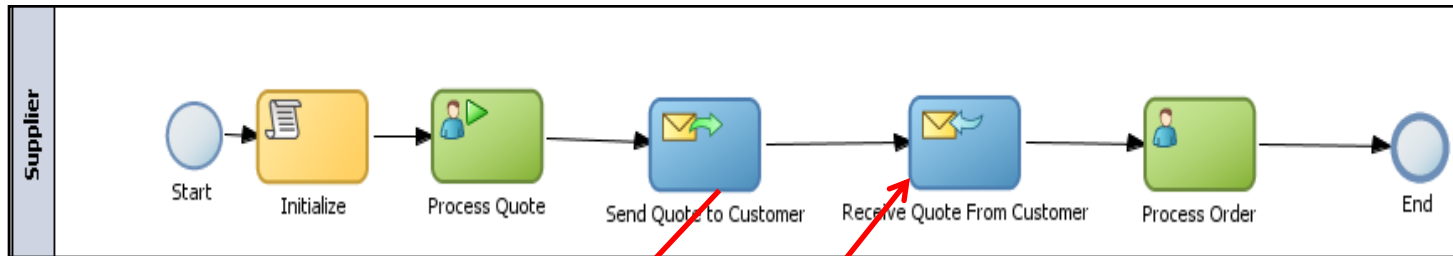 Supplier
Start
Initialize
Process Quote
Send Quote to Customer
Receive Quote From Customer
Process Order
End